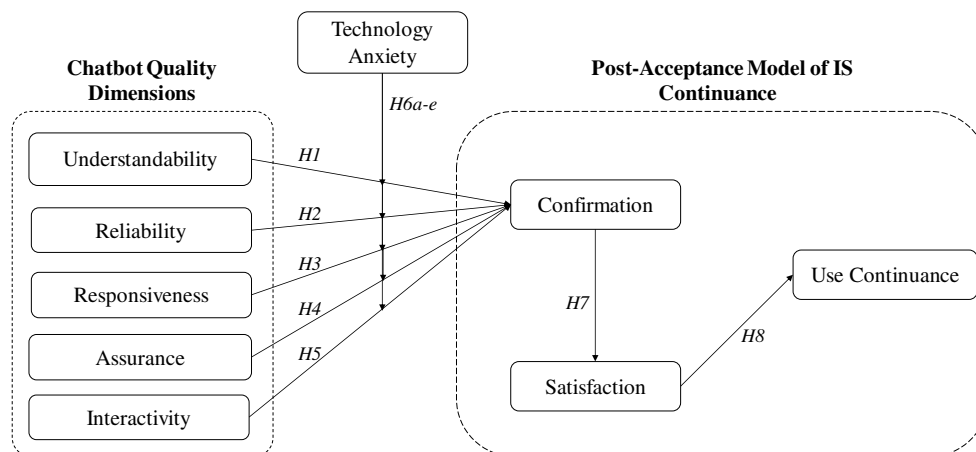 Technology
Anxiety
Chatbot Quality
Dimensions
Post-Acceptance Model of IS
Continuance
H6a-e
Understandability
H1
Reliability
H2
Confirmation
Responsiveness
H3
Use Continuance
H4
H7
Assurance
H5
H8
Satisfaction
Interactivity